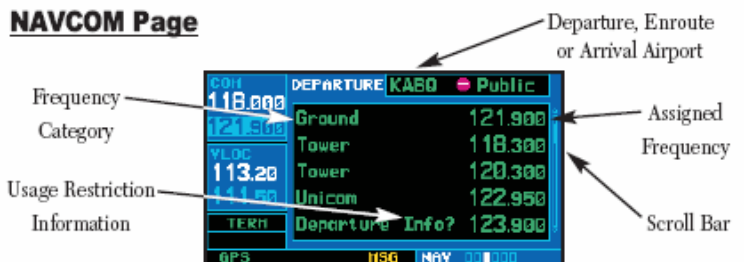 NAVCOM Page
Departure, Enroute
or Arrival Airport
Frequency
Category
Usage Restriction
Information
COM
118.000
121.900
VLOC
113.20
111.50
TERM
DEPARTURE KABQ Public
Ground 121.900
Tower 118.300
Tower 120.300
Unicom 122.950
Departure Info? 123.900
GPS MSG NAV
Assigned
Frequency
Scroll Bar